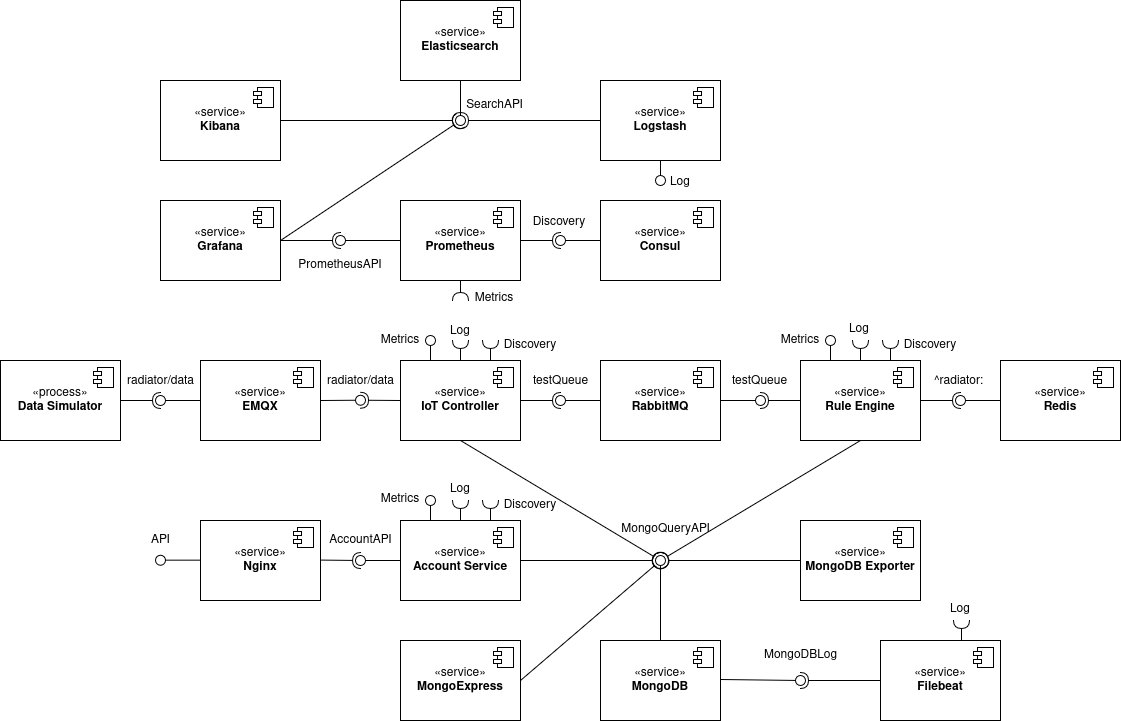 «service»
Elasticsearch
SearchAPI
«service»
Kibana
«service»
Logstash
Log
«service»
Grafana
PrometheusAPI
«service»
Prometheus
Discovery
«service»
Consul
Metrics
Metrics
Log
Discovery
Metrics
Log
Discovery
«process»
Data Simulator
radiator/data
«service»
EMQX
radiator/data
«service»
IoT Controller
testQueue
«service»
RabbitMQ
testQueue
«service»
Rule Engine
^radiator:
«service»
Redis
Metrics
Log
Discovery
MongoQueryAPI
API
«service»
Nginx
AccountAPI
«service»
Account Service
«service»
MongoDB Exporter
Log
«service»
MongoExpress
«service»
MongoDB
MongoDBLog
«service»
Filebeat